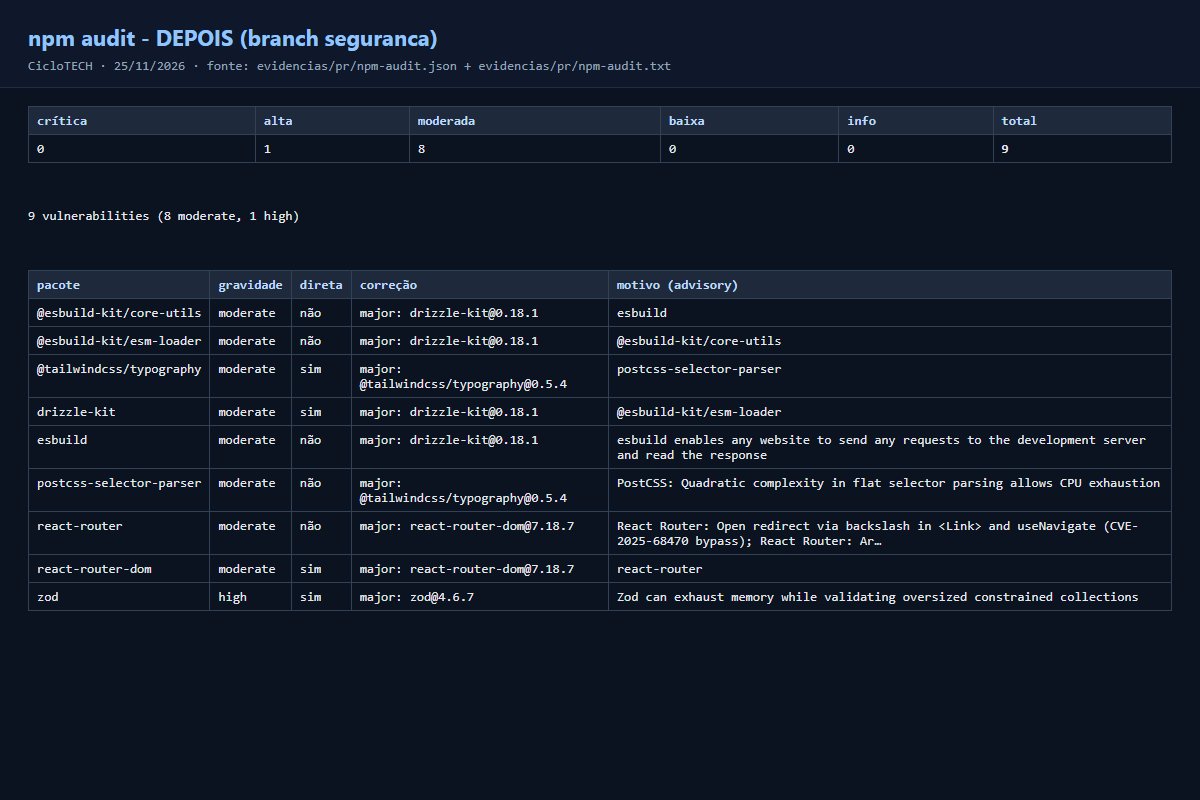 npm audit - DEPOIS (branch seguranca)
CicloTECH · 25/11/2026 · fonte: evidencias/pr/npm-audit.json + evidencias/pr/npm-audit.txt
crítica alta moderada baixa info total
0 1 8 0 0 9
9 vulnerabilities (8 moderate, 1 high)
pacote gravidade direta correção motivo (advisory)
@esbuild-kit/core-utils moderate não major: drizzle-kit@0.18.1 esbuild
@esbuild-kit/esm-loader moderate não major: drizzle-kit@0.18.1 @esbuild-kit/core-utils
@tailwindcss/typography moderate sim major: postcss-selector-parser
@tailwindcss/typography@0.5.4
drizzle-kit moderate sim major: drizzle-kit@0.18.1 @esbuild-kit/esm-loader
esbuild moderate não major: drizzle-kit@0.18.1 esbuild enables any website to send any requests to the development server
and read the response
postcss-selector-parser moderate não major: PostCSS: Quadratic complexity in flat selector parsing allows CPU exhaustion
@tailwindcss/typography@0.5.4
react-router moderate não major: react-router-dom@7.18.7 React Router: Open redirect via backslash in <Link> and useNavigate (CVE-
2025-68470 bypass); React Router: Ar…
react-router-dom moderate sim major: react-router-dom@7.18.7 react-router
zod high sim major: zod@4.6.7 Zod can exhaust memory while validating oversized constrained collections